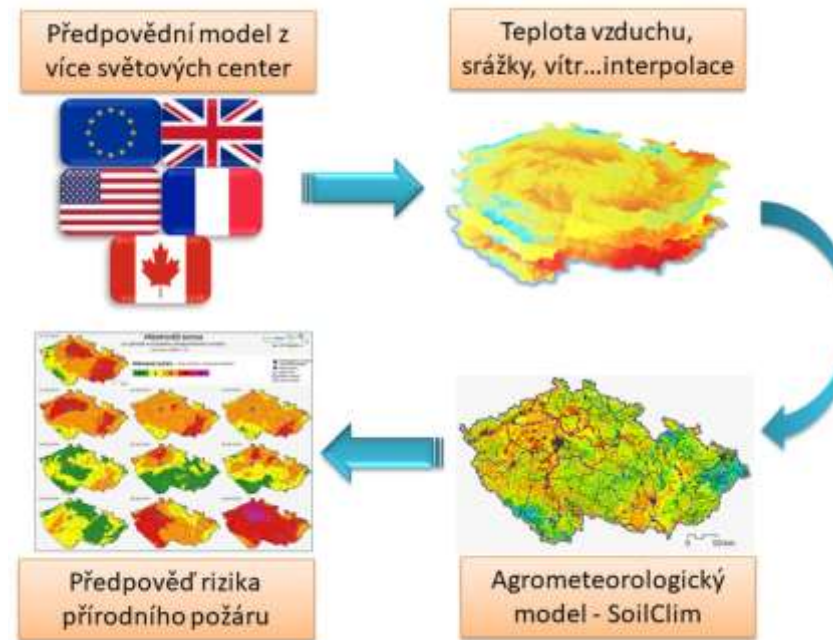 Předpovědní model z
více světových center
Teplota vzduchu,
srážky, vítr...interpolace
Předpověď rizika
přírodního požáru
Agrometeorologický
model - SoilClim